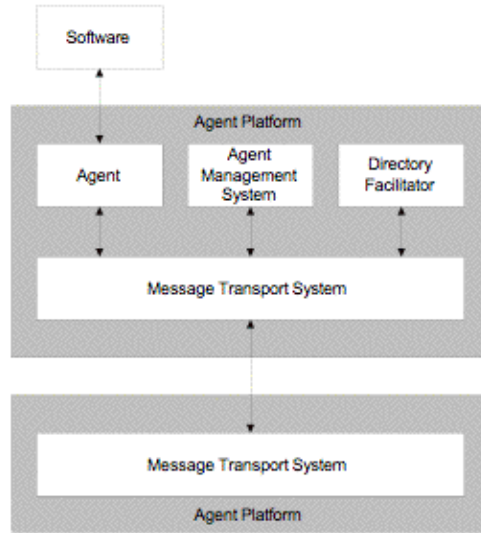 Software
Agent Platform
Agent
Agent
Management
System
Directory
Facilitator
Message Transport System
Message Transport System
Agent Platform